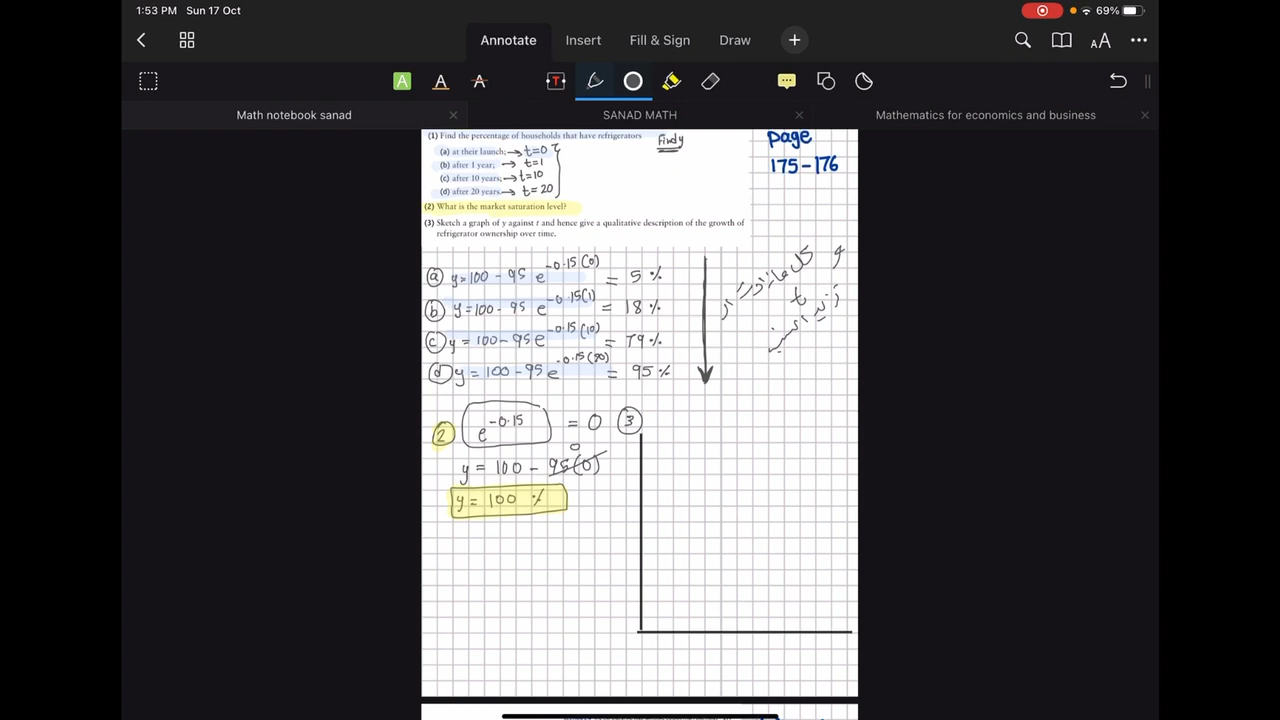 1:53 PM Sun 17 Oct
69%
Annotate
Insert
Fill & Sign
Draw
Math notebook sanad
SANAD MATH
Mathematics for economics and business
(1) Find the percentage of households that have refrigerators
Find y
(a) at their launch; → t=0
(b) after 1 year; → t=1
(c) after 10 years; → t=10
(d) after 20 years. → t=20
(2) What is the market saturation level?
(3) Sketch a graph of y against t and hence give a qualitative description of the growth of
refrigerator ownership over time.
page
175-176
(a) y=100-95 e^-0.15(0) = 5 %
(b) y=100-95 e^-0.15(1) = 18 %
(c) y=100-95e^-0.15(10) = 79 %
(d) y=100-95 e^-0.15(20) = 95 %
و كل
t
(2) e^-0.15 = 0
y = 100 - 95(0) 0
y = 100 %
(3)